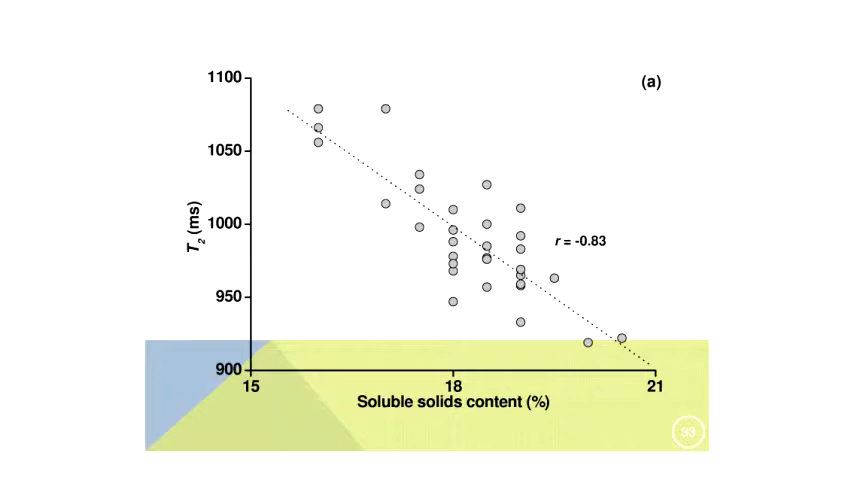 1100
(a)
1050
1000
T2 (ms)
r = -0.83
950
900
15
18
21
Soluble solids content (%)
33